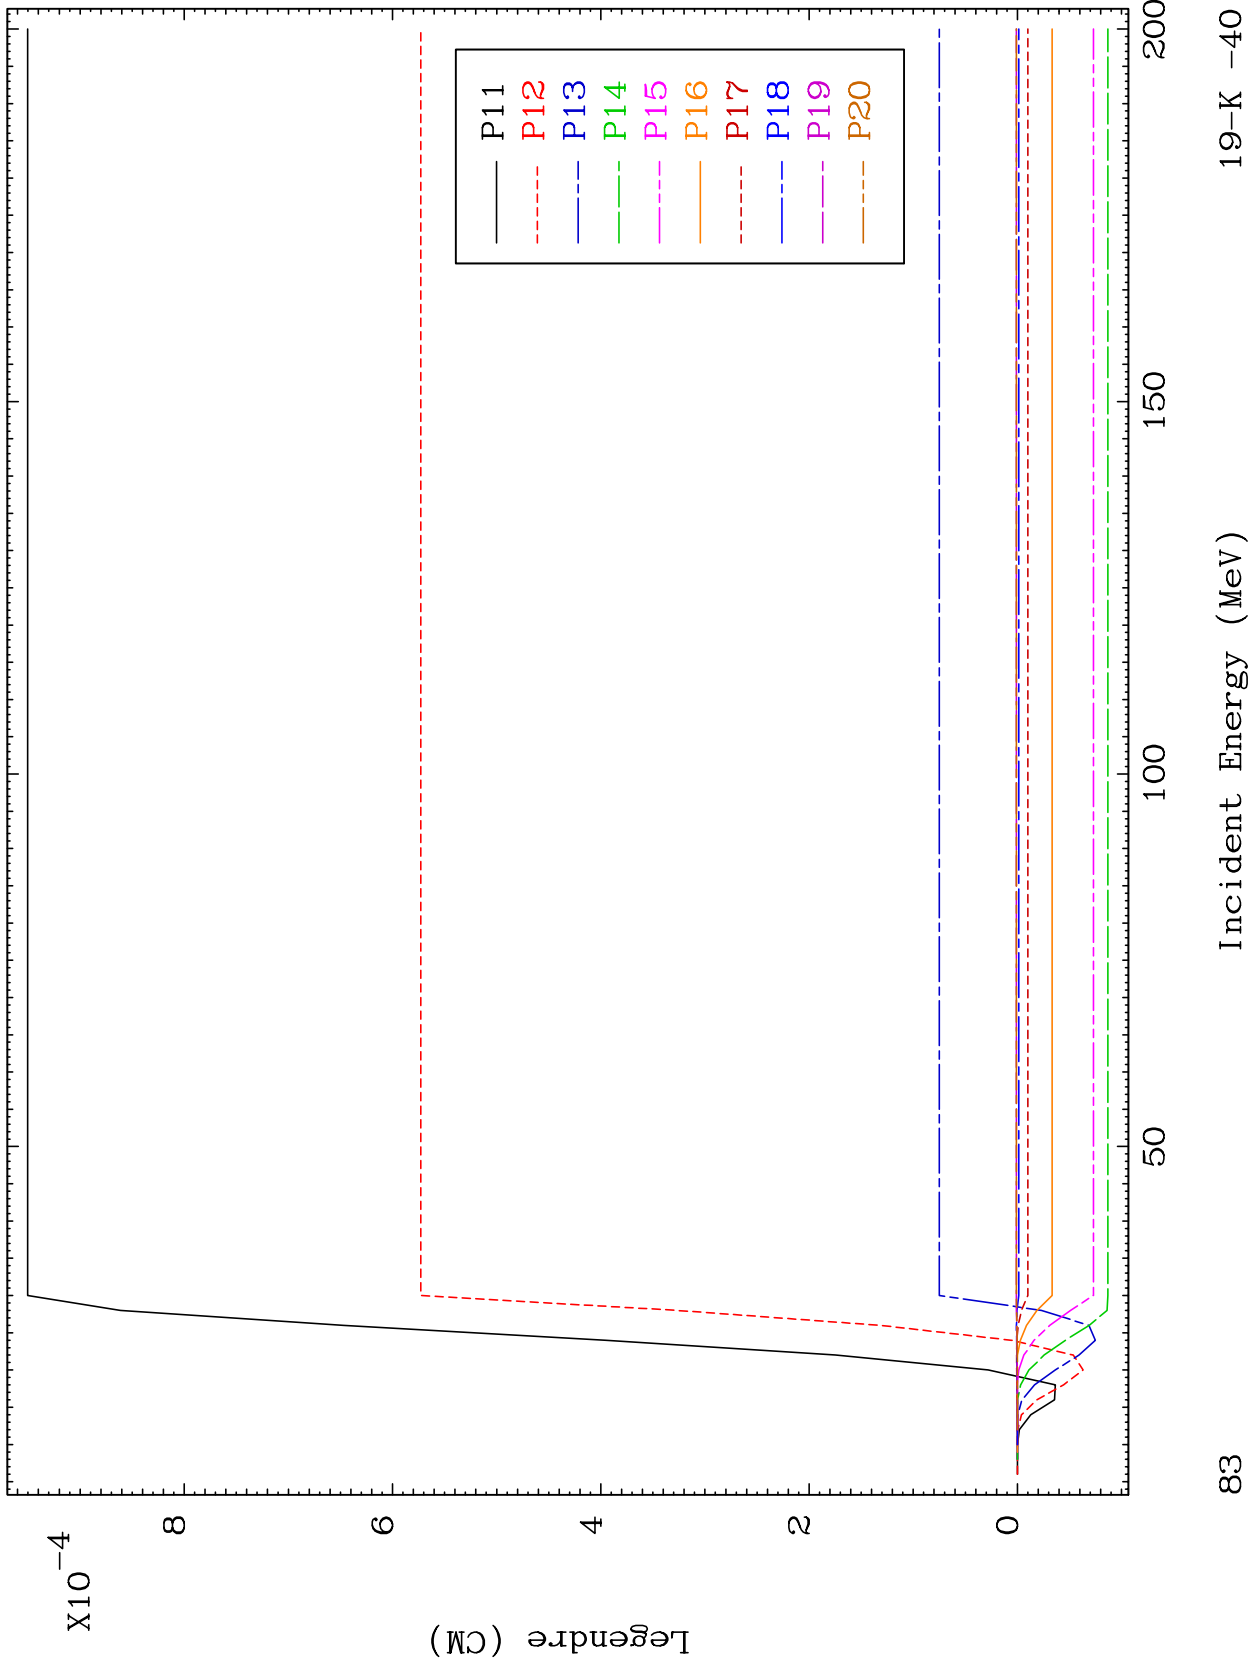 X10-4
8
6
4
2
0
Legendre (CM)
P11
P12
P13
P14
P15
P16
P17
P18
P19
P20
50
100
150
200
Incident Energy (MeV)
83
19-K -40